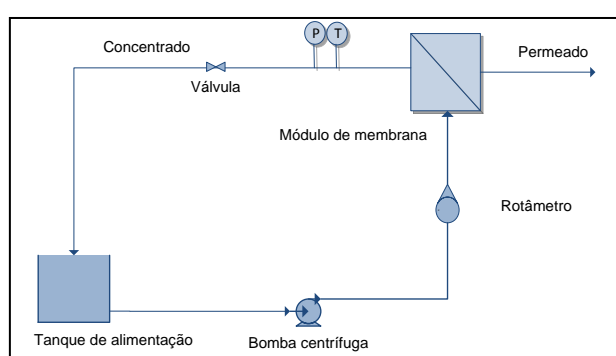 P T
Concentrado
Permeado
Válvula
Módulo de membrana
Rotâmetro
Tanque de alimentação
Bomba centrífuga